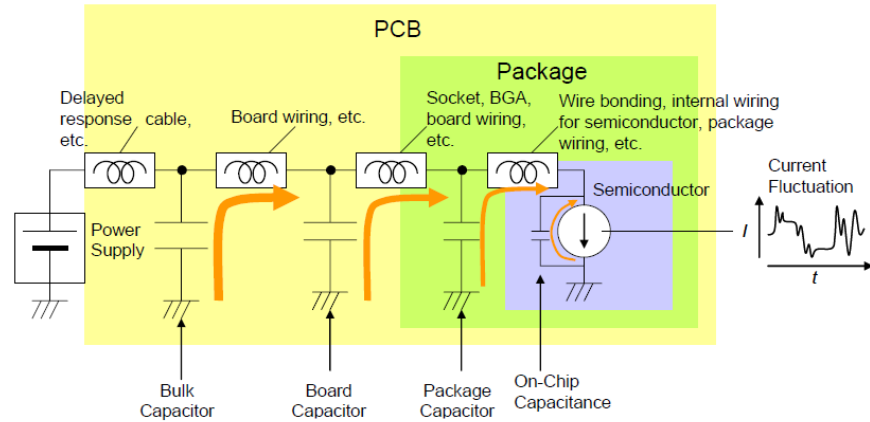 PCB
Package
Delayed
response cable,
etc.
Board wiring, etc.
Socket, BGA,
board wiring,
etc.
Wire bonding, internal wiring
for semiconductor, package
wiring, etc.
Semiconductor
Current
Fluctuation
Power
Supply
I
t
Bulk
Capacitor
Board
Capacitor
Package
Capacitor
On-Chip
Capacitance